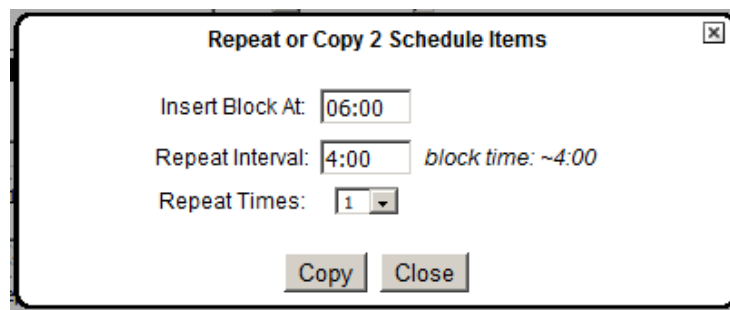 Repeat or Copy 2 Schedule Items
Insert Block At: 06:00
Repeat Interval: 4:00 block time: ~4:00
Repeat Times: 1
Copy Close